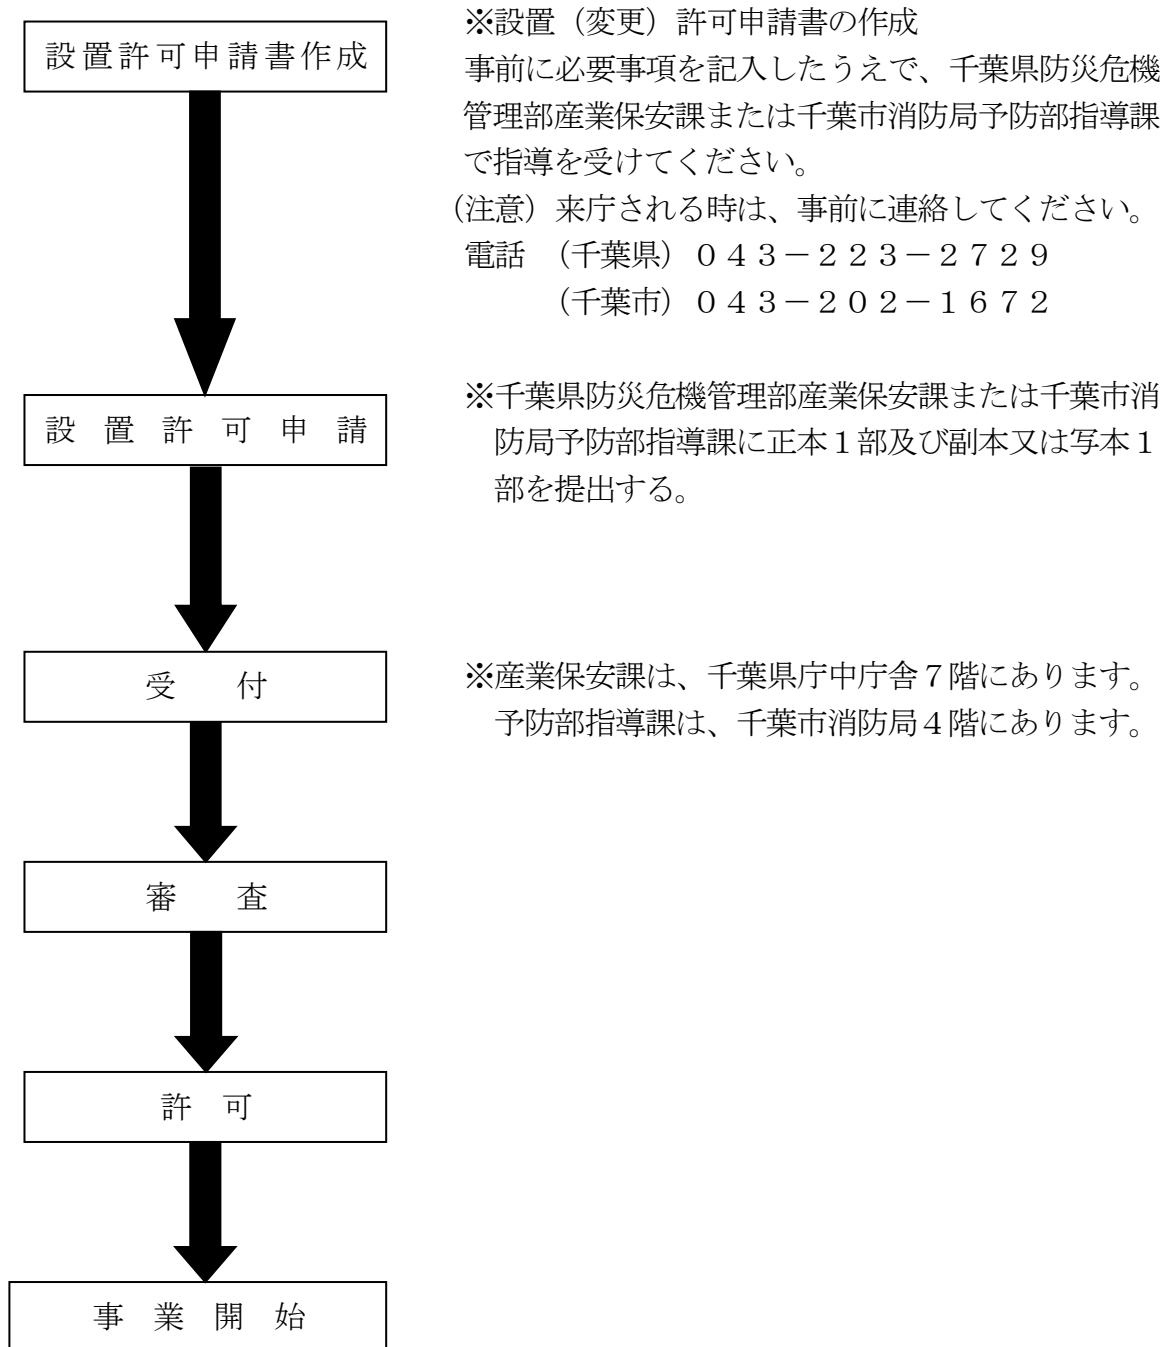 設置許可申請書作成
※設置（変更）許可申請書の作成
事前に必要事項を記入したうえで、千葉県防災危機
管理部産業保安課または千葉市消防局予防部指導課
で指導を受けてください。
（注意）来庁される時は、事前に連絡してください。
電話　（千葉県）０４３－２２３－２７２９
（千葉市）０４３－２０２－１６７２
設　置　許　可　申　請
※千葉県防災危機管理部産業保安課または千葉市消
防局予防部指導課に正本１部及び副本又は写本１
部を提出する。
受　　付
※産業保安課は、千葉県庁中庁舎７階にあります。
予防部指導課は、千葉市消防局４階にあります。
審　　査
許　可
事　業　開　始